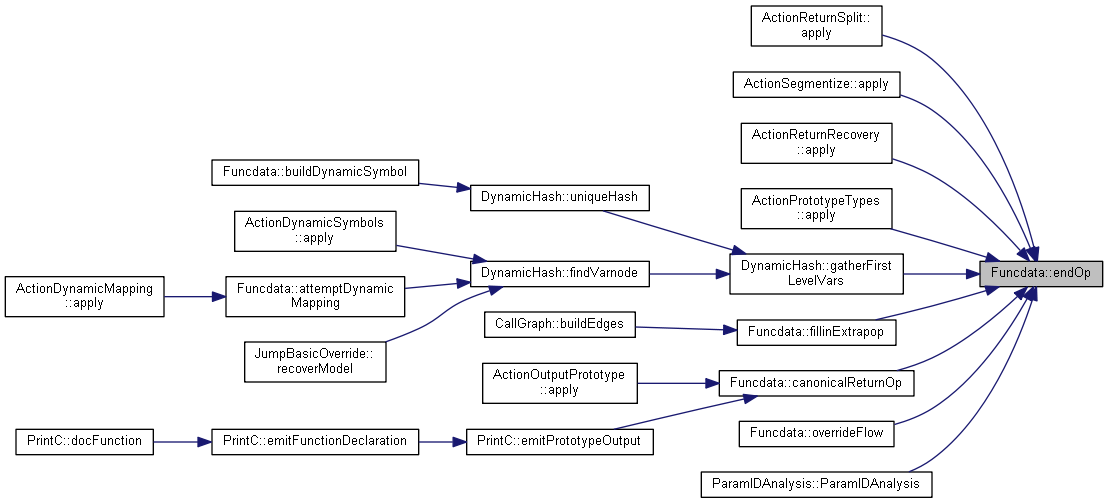 ActionReturnSplit::
apply
ActionSegmentize::apply
ActionReturnRecovery
::apply
ActionPrototypeTypes
::apply
Funcdata::buildDynamicSymbol
DynamicHash::uniqueHash
ActionDynamicSymbols
::apply
DynamicHash::findVarnode
DynamicHash::gatherFirst
LevelVars
Funcdata::endOp
ActionDynamicMapping
::apply
Funcdata::attemptDynamic
Mapping
CallGraph::buildEdges
Funcdata::fillinExtrapop
JumpBasicOverride::
recoverModel
ActionOutputPrototype
::apply
Funcdata::canonicalReturnOp
PrintC::docFunction
PrintC::emitFunctionDeclaration
PrintC::emitPrototypeOutput
Funcdata::overrideFlow
ParamIDAnalysis::ParamIDAnalysis